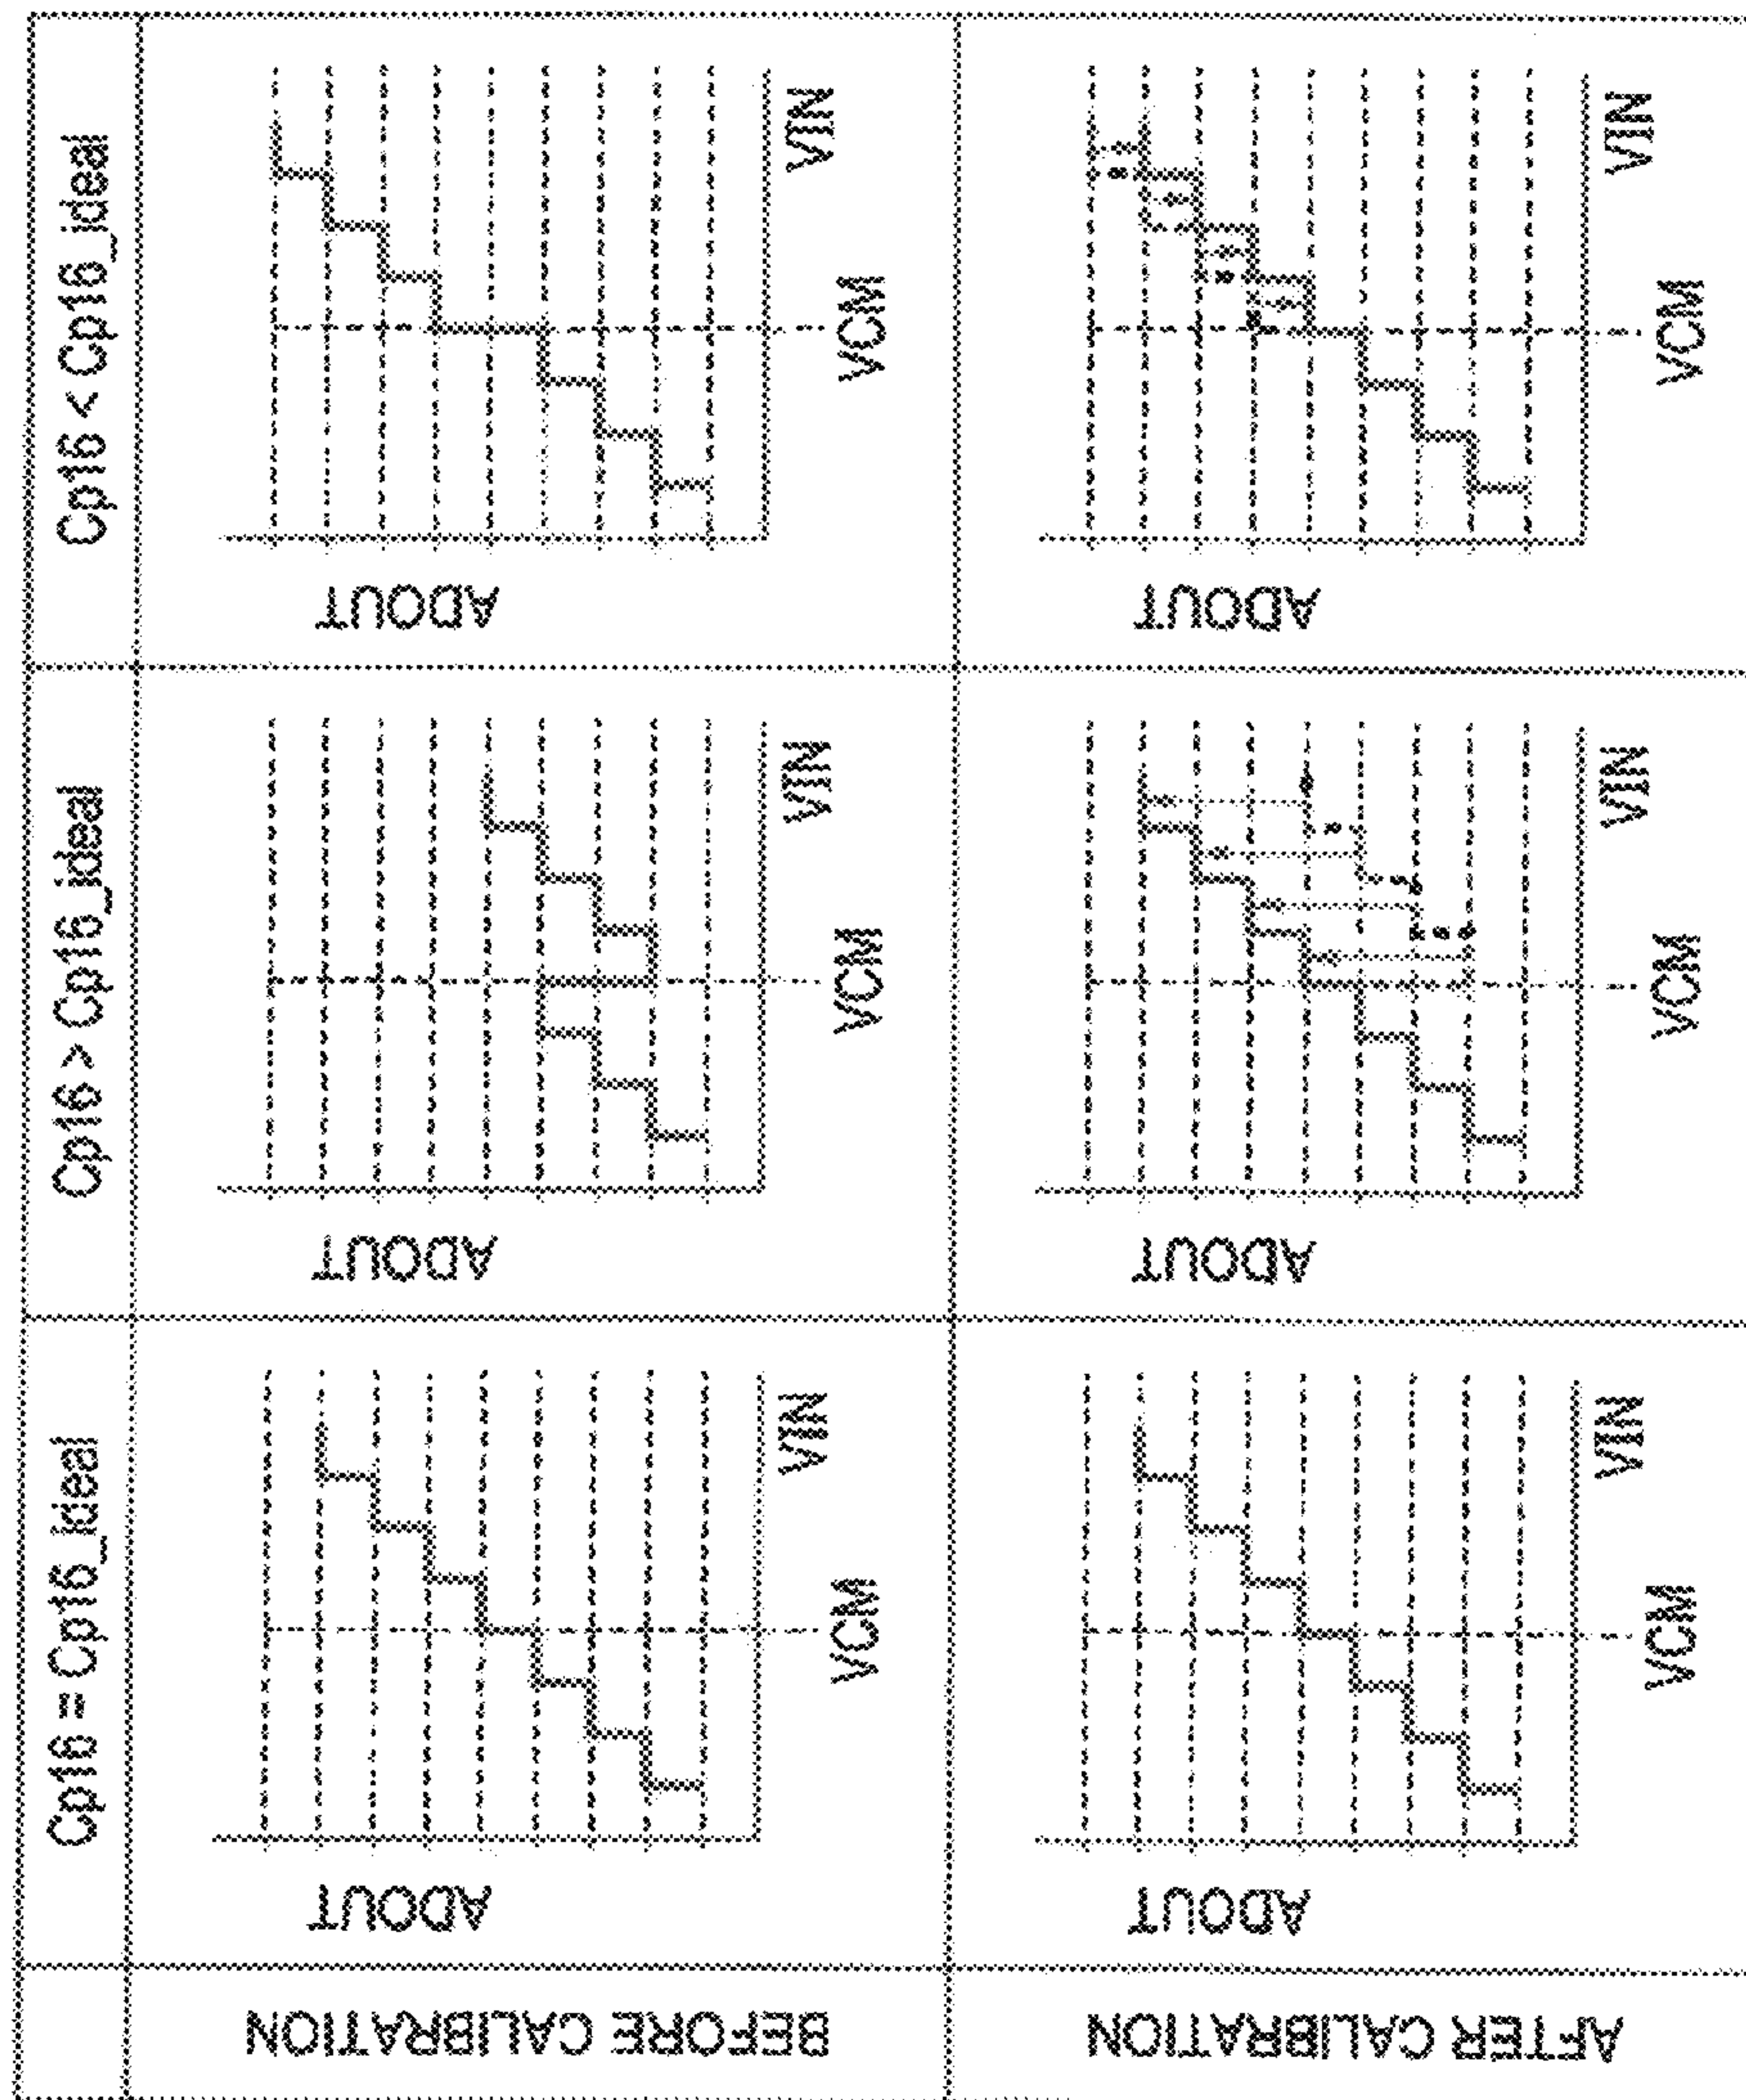 Cp16 = Cp16_ideal
Cp16 > Cp16_ideal
Cp16 < Cp16_ideal
BEFORE CALIBRATION
ADOUT
VCM
VIN
ADOUT
VCM
VIN
ADOUT
VCM
VIN
AFTER CALIBRATION
ADOUT
VCM
VIN
ADOUT
VCM
VIN
ADOUT
VCM
VIN